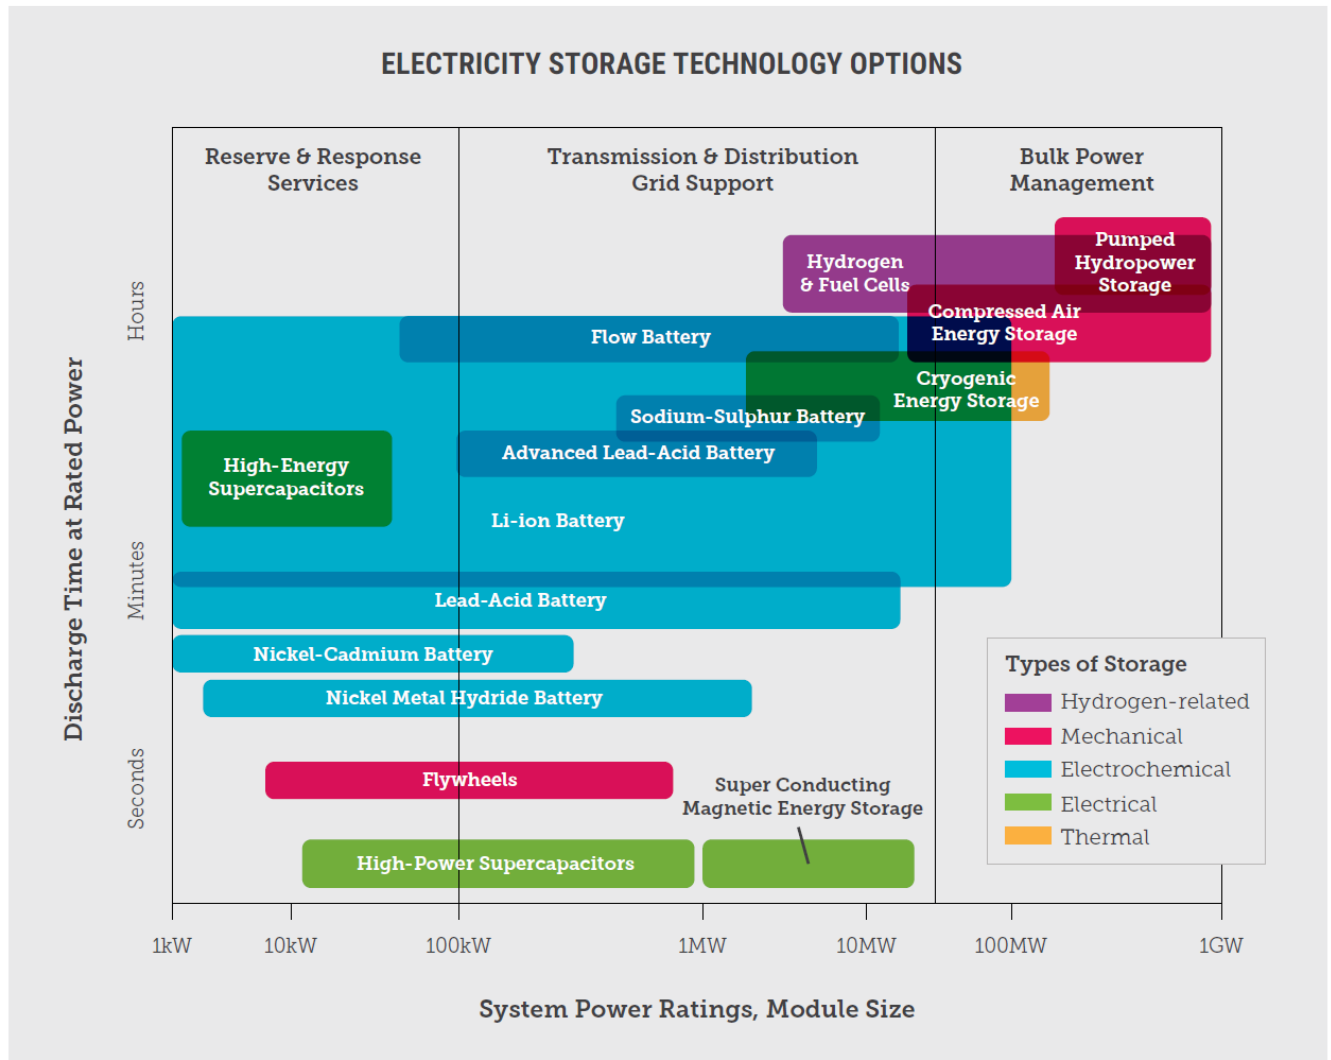 ELECTRICITY STORAGE TECHNOLOGY OPTIONS
Reserve & Response
Services
Transmission & Distribution
Grid Support
Bulk Power
Management
Pumped
Hydropower
Storage
Hydrogen
& Fuel Cells
Compressed Air
Energy Storage
Flow Battery
Cryogenic
Energy Storage
Sodium-Sulphur Battery
Advanced Lead-Acid Battery
High-Energy
Supercapacitors
Li-ion Battery
Lead-Acid Battery
Nickel-Cadmium Battery
Nickel Metal Hydride Battery
Flywheels
Super Conducting
Magnetic Energy Storage
High-Power Supercapacitors
Discharge Time at Rated Power
Hours
Minutes
Seconds
Types of Storage
Hydrogen-related
Mechanical
Electrochemical
Electrical
Thermal
1kW 10kW 100kW 1MW 10MW 100MW 1GW
System Power Ratings, Module Size